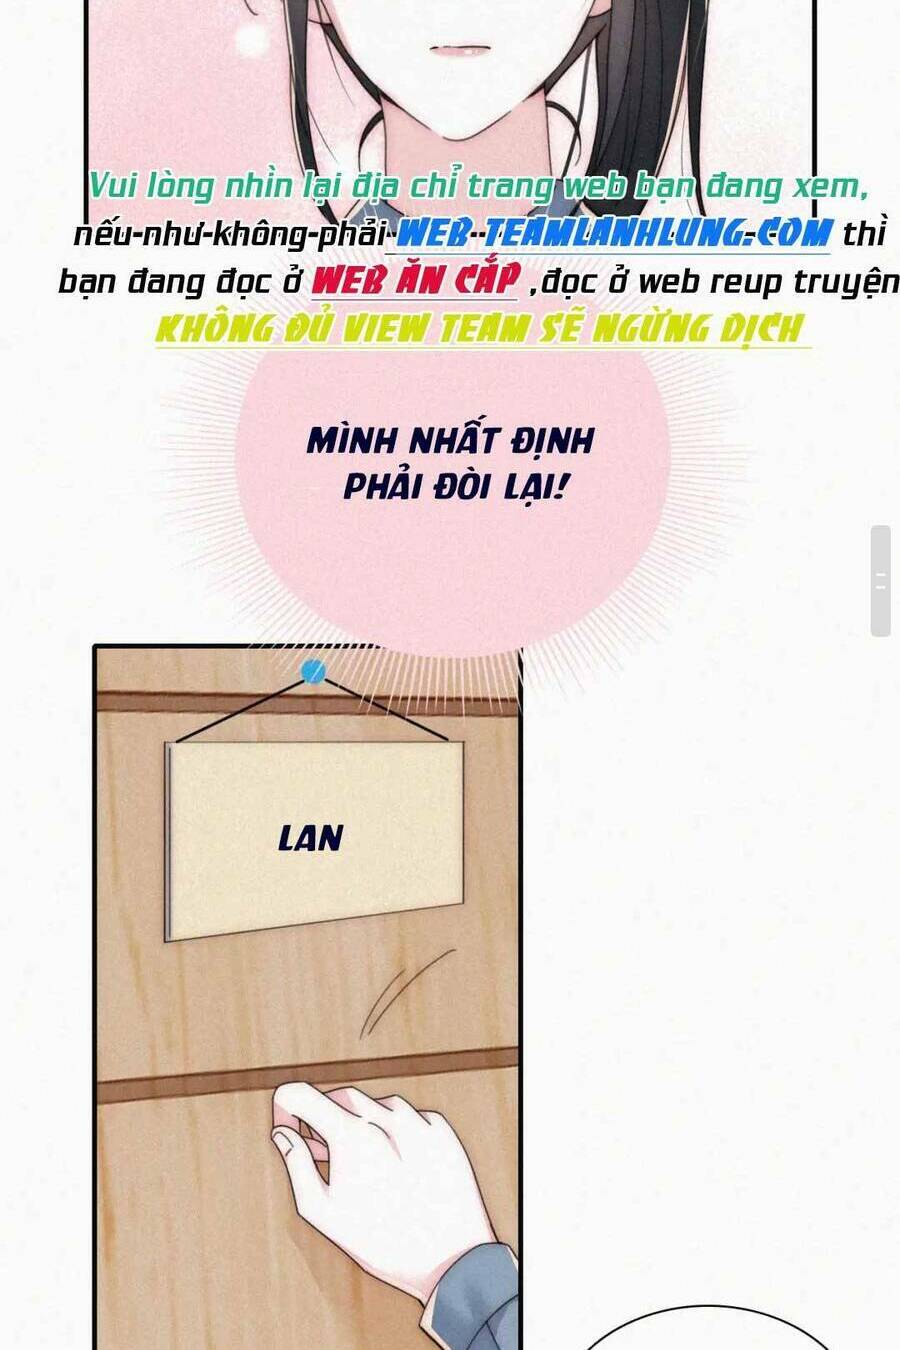 Vui lòng nhìn lại địa chỉ trang web bạn đang xem,
nếu-như-không-phải WEB TEAMLANHLUNG.COM thì
bạn đang đọc ở WEB ĂN CẮP ,đọc ở web reup truyện
KHÔNG ĐỦ VIEW TEAM SẼ NGỪNG DỊCH
MÌNH NHẤT ĐỊNH
PHẢI ĐÒI LẠI!
LAN